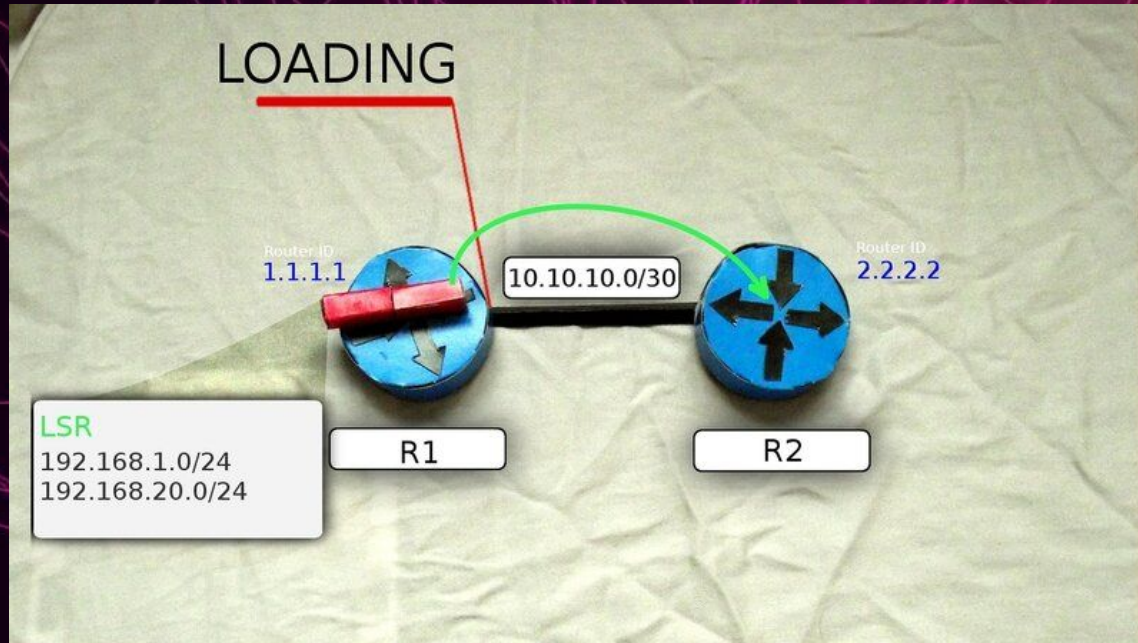 LOADING
Router ID
1.1.1.1
10.10.10.0/30
Router ID
2.2.2.2
LSR
192.168.1.0/24
192.168.20.0/24
R1
R2